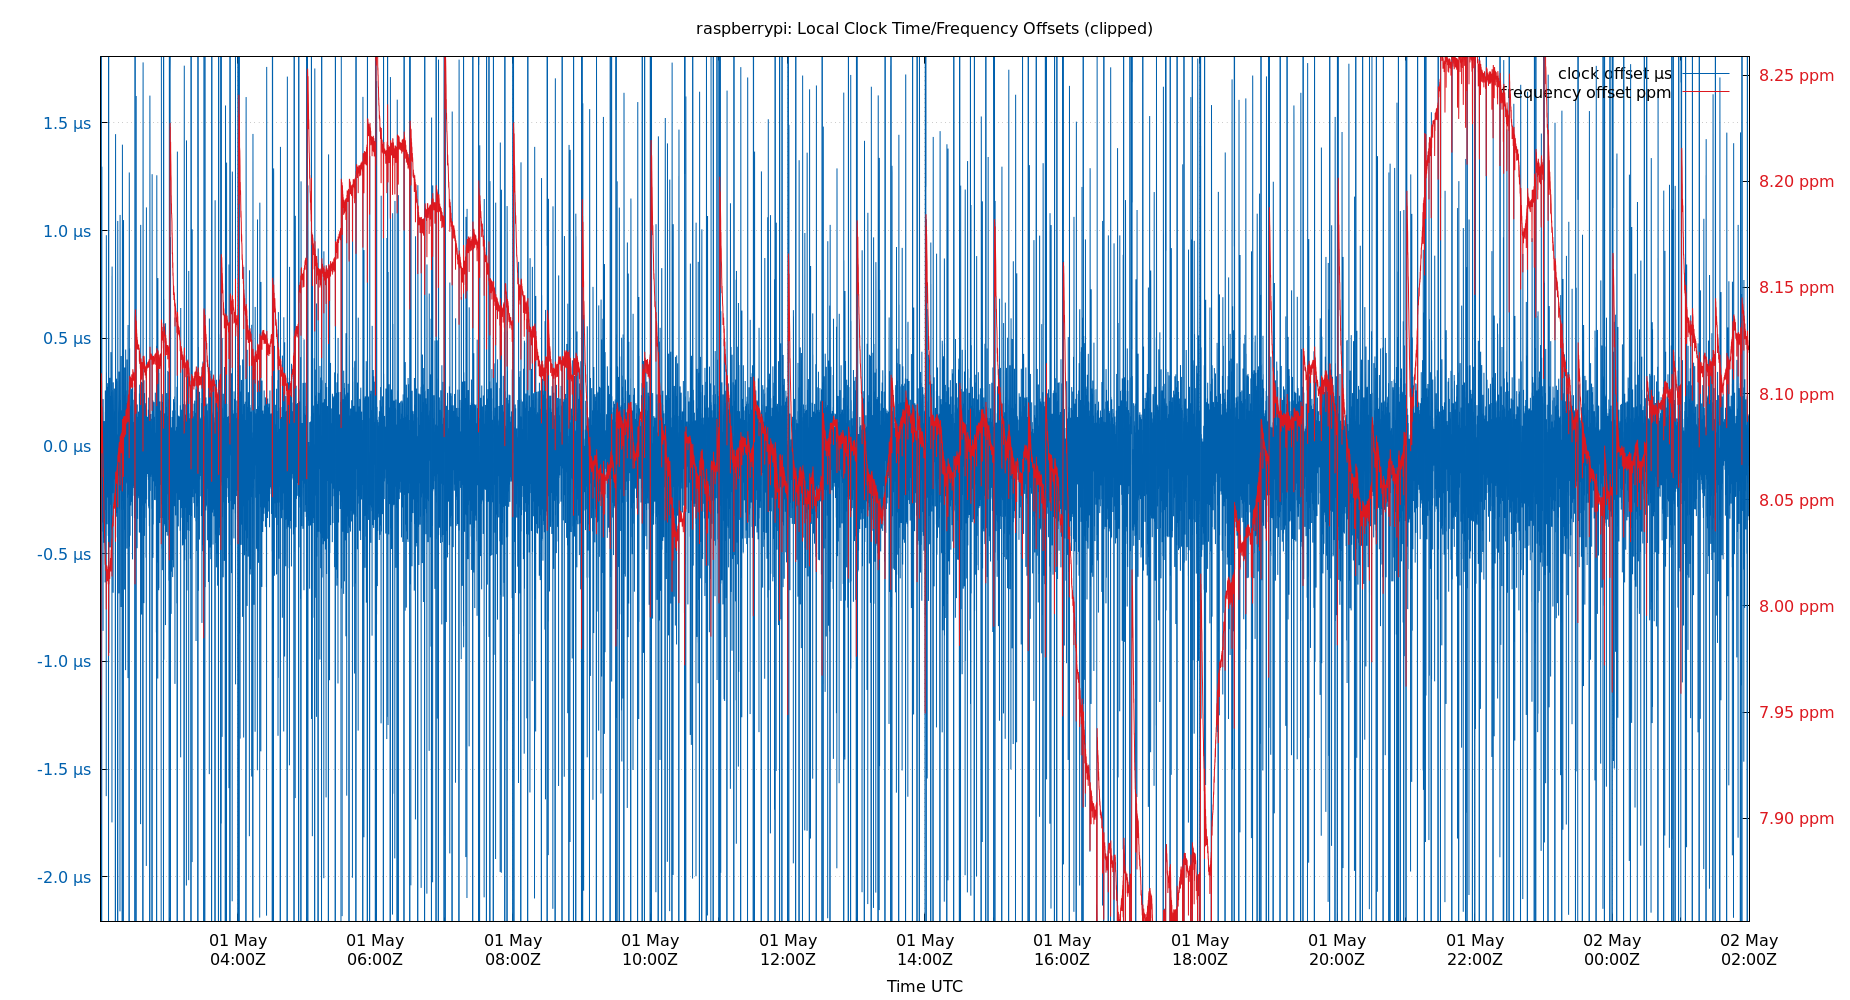 raspberrypi: Local Clock Time/Frequency Offsets (clipped)
clock offset µs
frequency offset ppm
1.5 µs
1.0 µs
0.5 µs
0.0 µs
-0.5 µs
-1.0 µs
-1.5 µs
-2.0 µs
8.25 ppm
8.20 ppm
8.15 ppm
8.10 ppm
8.05 ppm
8.00 ppm
7.95 ppm
7.90 ppm
01 May 01 May 01 May 01 May 01 May 01 May 01 May 01 May 01 May 01 May 02 May 02 May
04:00Z 06:00Z 08:00Z 10:00Z 12:00Z 14:00Z 16:00Z 18:00Z 20:00Z 22:00Z 00:00Z 02:00Z
Time UTC